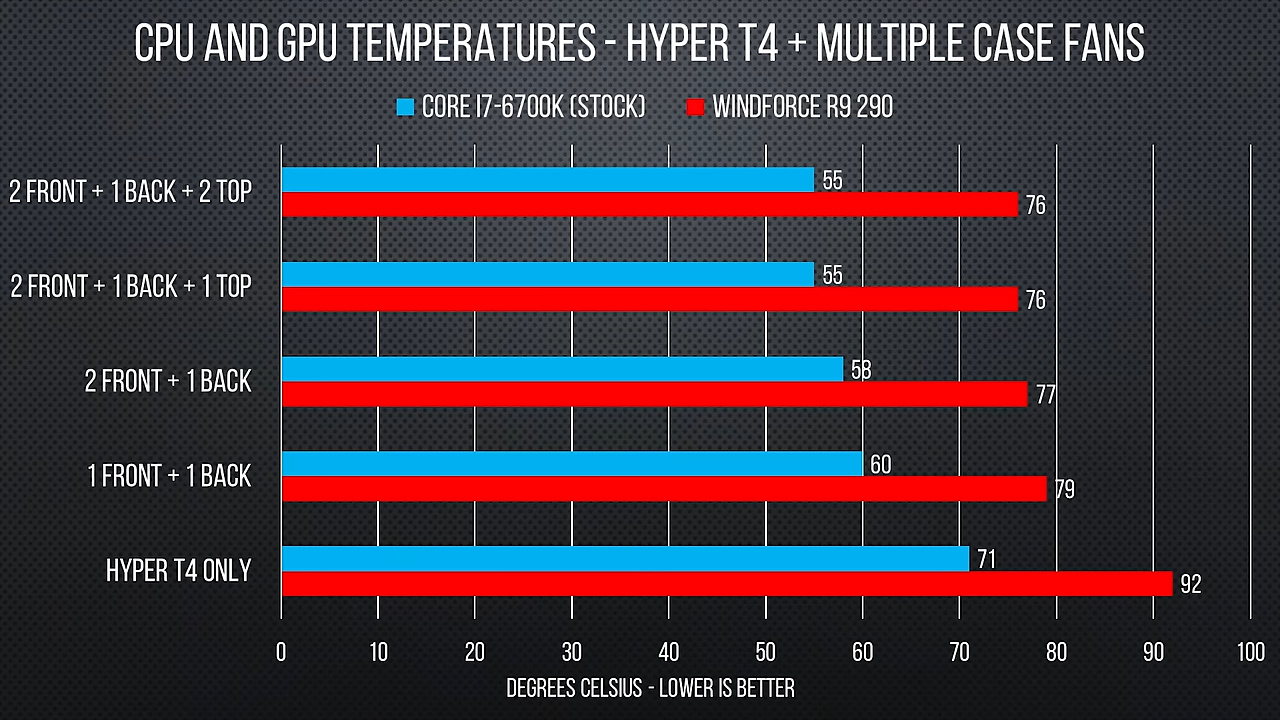 CPU AND GPU TEMPERATURES - HYPER T4 + MULTIPLE CASE FANS
CORE I7-6700K (STOCK) WINDFORCE R9 290
2 FRONT + 1 BACK + 2 TOP 55 76
2 FRONT + 1 BACK + 1 TOP 55 76
2 FRONT + 1 BACK 58 77
1 FRONT + 1 BACK 60 79
HYPER T4 ONLY 71 92
0 10 20 30 40 50 60 70 80 90 100
DEGREES CELSIUS - LOWER IS BETTER